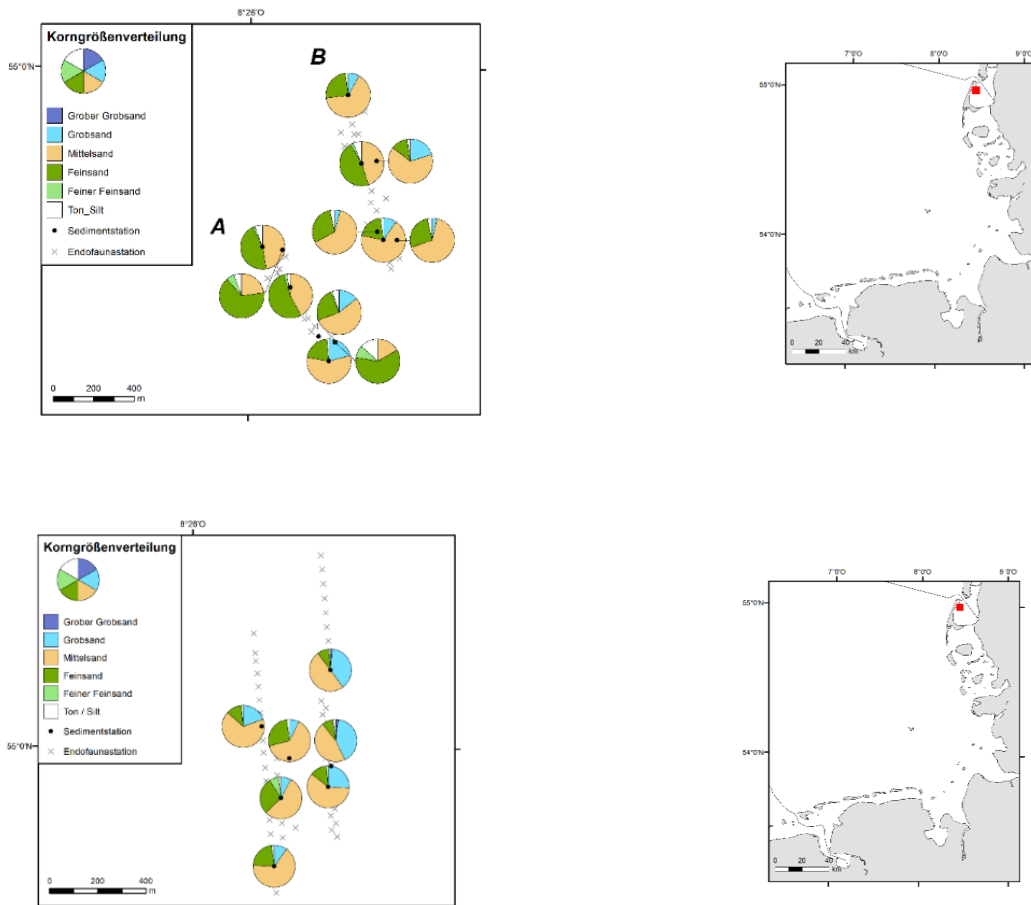 8°26'O
55°0'N
Korngrößenverteilung
Grober Grobsand
Grobsand
Mittelsand
Feinsand
Feiner Feinsand
Ton_Silt
Sedimentstation
Endofaunastation
B
A
0 200 400
m
7°0'O 8°0'O 9°0'O
55°0'N
54°0'N
0 20 40
km
8°26'O
55°0'N
Korngrößenverteilung
Grober Grobsand
Grobsand
Mittelsand
Feinsand
Feiner Feinsand
Ton / Silt
Sedimentstation
Endofaunastation
0 200 400
m
7°0'O 8°0'O 9°0'O
55°0'N
54°0'N
0 20 40
km